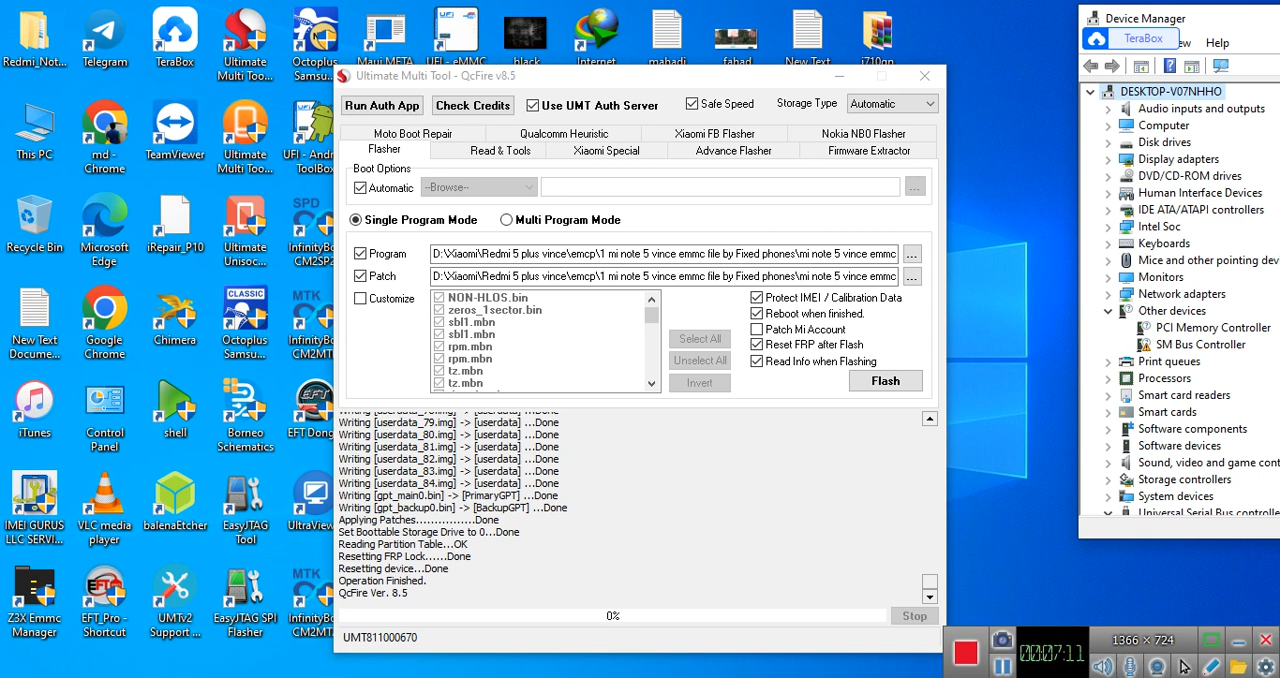 Redmi_Not...
Telegram
TeraBox
Ultimate
Multi Too...
Octoplus
Samsu...
Maui META
UFI - eMMC
black
Internet
mahadi
fahad
New Text
i710gn
This PC
md -
Chrome
TeamViewer
Ultimate
Multi Too...
UFI - Andr
ToolBox
Recycle Bin
Microsoft
Edge
iRepair_P10
Ultimate
Unisoc...
SPD
InfinityBo
CM2SP2
New Text
Docume...
Google
Chrome
Chimera
CLASSIC
Octoplus
Samsu...
MTK
InfinityBo
CM2MT
iTunes
Control
Panel
shell
Borneo
Schematics
EFT
EFT Dong
IMEI GURUS
LLC SERVI...
VLC media
player
balenaEtcher
EasyJTAG
Tool
UltraView
Z3X Emmc
Manager
EFT_Pro -
Shortcut
UMTv2
Support ...
EasyJTAG SPI
Flasher
MTK
InfinityBo
CM2MT
Ultimate Multi Tool - QcFire v8.5
Run Auth App
Check Credits
Use UMT Auth Server
Safe Speed
Storage Type
Automatic
Moto Boot Repair
Qualcomm Heuristic
Xiaomi FB Flasher
Nokia NB0 Flasher
Flasher
Read & Tools
Xiaomi Special
Advance Flasher
Firmware Extractor
Boot Options
Automatic
--Browse--
...
Single Program Mode
Multi Program Mode
Program
D:\Xiaomi\Redmi 5 plus vince\emcp\1 mi note 5 vince emmc file by Fixed phones\mi note 5 vince emmc
...
Patch
D:\Xiaomi\Redmi 5 plus vince\emcp\1 mi note 5 vince emmc file by Fixed phones\mi note 5 vince emmc
...
Customize
NON-HLOS.bin
zeros_1sector.bin
sbl1.mbn
sbl1.mbn
rpm.mbn
rpm.mbn
tz.mbn
tz.mbn
Select All
Unselect All
Invert
Protect IMEI / Calibration Data
Reboot when finished.
Patch Mi Account
Reset FRP after Flash
Read Info when Flashing
Flash
Writing [userdata_79.img] -> [userdata] ...Done
Writing [userdata_80.img] -> [userdata] ...Done
Writing [userdata_81.img] -> [userdata] ...Done
Writing [userdata_82.img] -> [userdata] ...Done
Writing [userdata_83.img] -> [userdata] ...Done
Writing [userdata_84.img] -> [userdata] ...Done
Writing [gpt_main0.bin] -> [PrimaryGPT] ...Done
Writing [gpt_backup0.bin] -> [BackupGPT] ...Done
Applying Patches................Done
Set Boottable Storage Drive to 0...Done
Reading Partition Table...OK
Resetting FRP Lock......Done
Resetting device...Done
Operation Finished.
QcFire Ver. 8.5
0%
Stop
UMT811000670
Device Manager
TeraBox
ew
Help
DESKTOP-V07NHHO
Audio inputs and outputs
Computer
Disk drives
Display adapters
DVD/CD-ROM drives
Human Interface Devices
IDE ATA/ATAPI controllers
Intel Soc
Keyboards
Mice and other pointing dev
Monitors
Network adapters
Other devices
PCI Memory Controller
SM Bus Controller
Print queues
Processors
Smart card readers
Smart cards
Software components
Software devices
Sound, video and game cont
Storage controllers
System devices
Universal Serial Bus controlle
00:07:11
1366 × 724